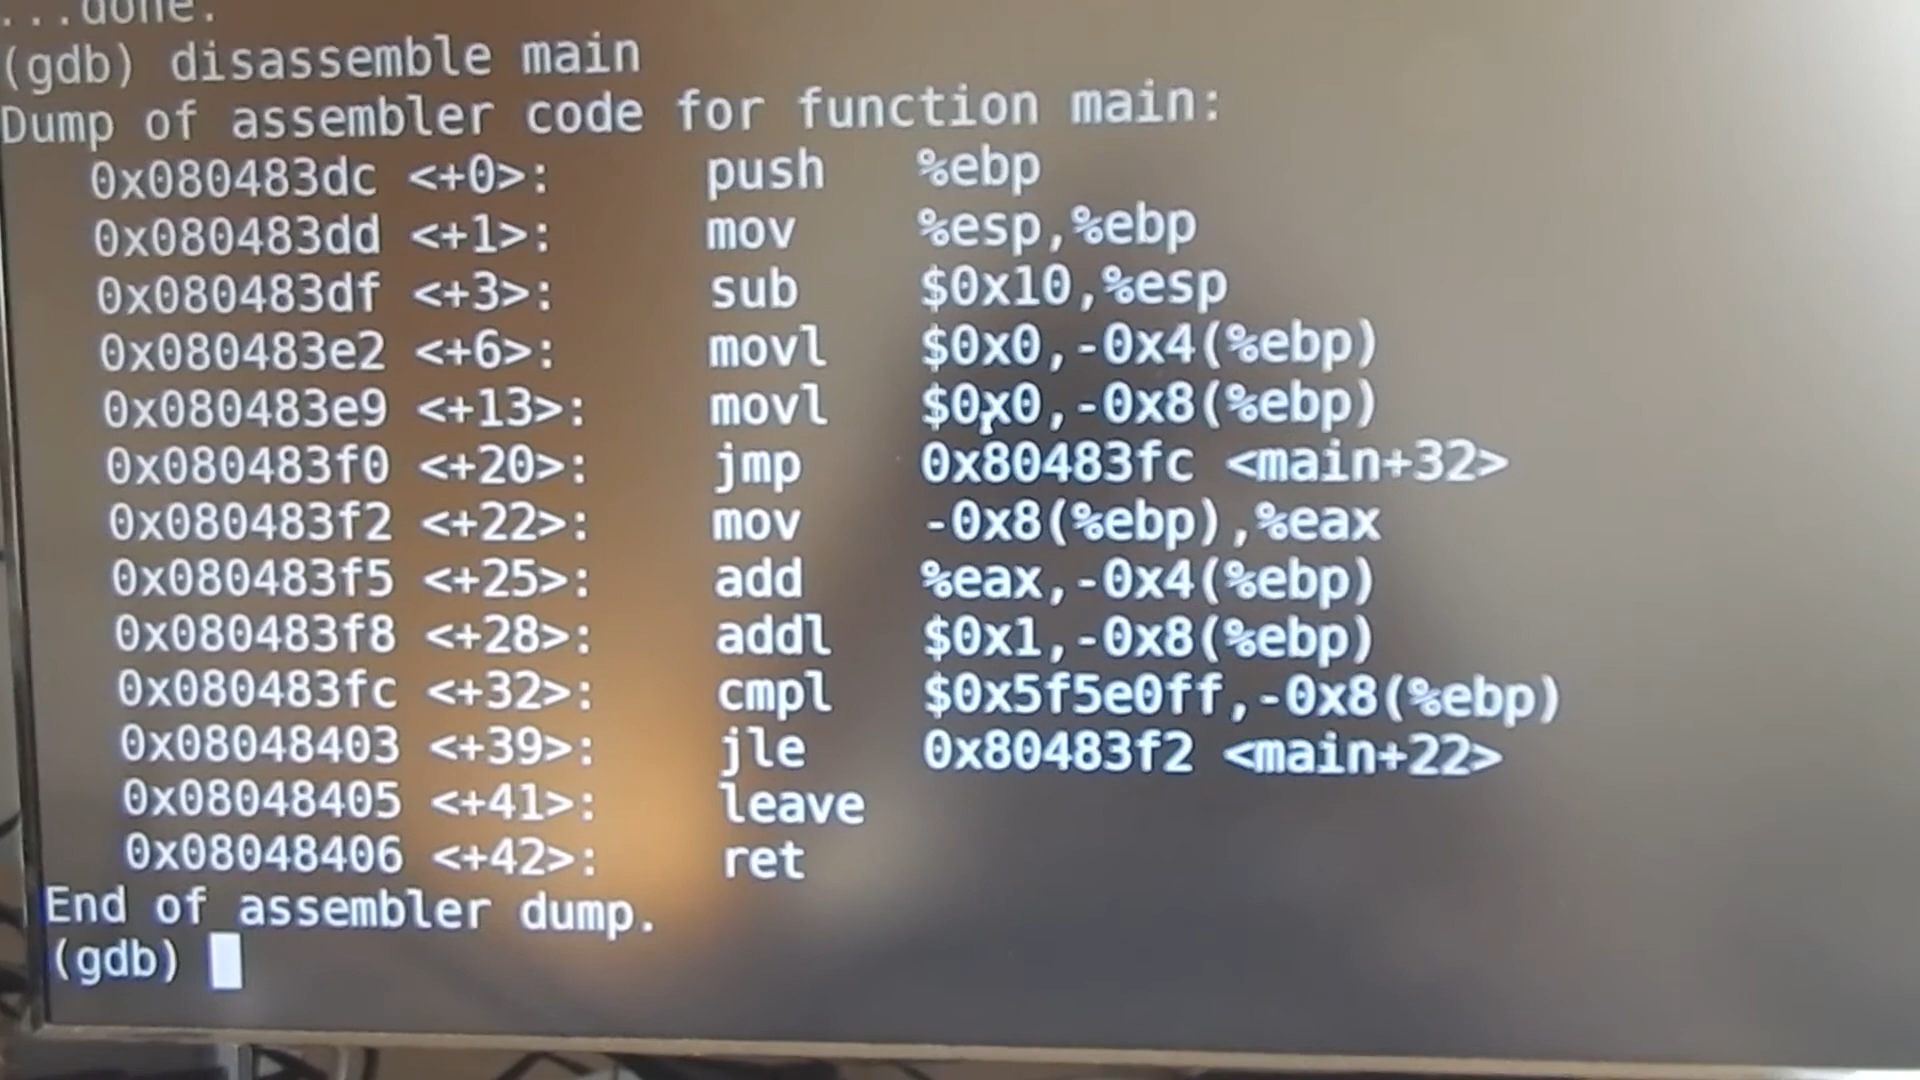 ...done.
(gdb) disassemble main
Dump of assembler code for function main:
0x080483dc <+0>: push %ebp
0x080483dd <+1>: mov %esp,%ebp
0x080483df <+3>: sub $0x10,%esp
0x080483e2 <+6>: movl $0x0,-0x4(%ebp)
0x080483e9 <+13>: movl $0x0,-0x8(%ebp)
0x080483f0 <+20>: jmp 0x80483fc <main+32>
0x080483f2 <+22>: mov -0x8(%ebp),%eax
0x080483f5 <+25>: add %eax,-0x4(%ebp)
0x080483f8 <+28>: addl $0x1,-0x8(%ebp)
0x080483fc <+32>: cmpl $0x5f5e0ff,-0x8(%ebp)
0x08048403 <+39>: jle 0x80483f2 <main+22>
0x08048405 <+41>: leave
0x08048406 <+42>: ret
End of assembler dump.
(gdb)